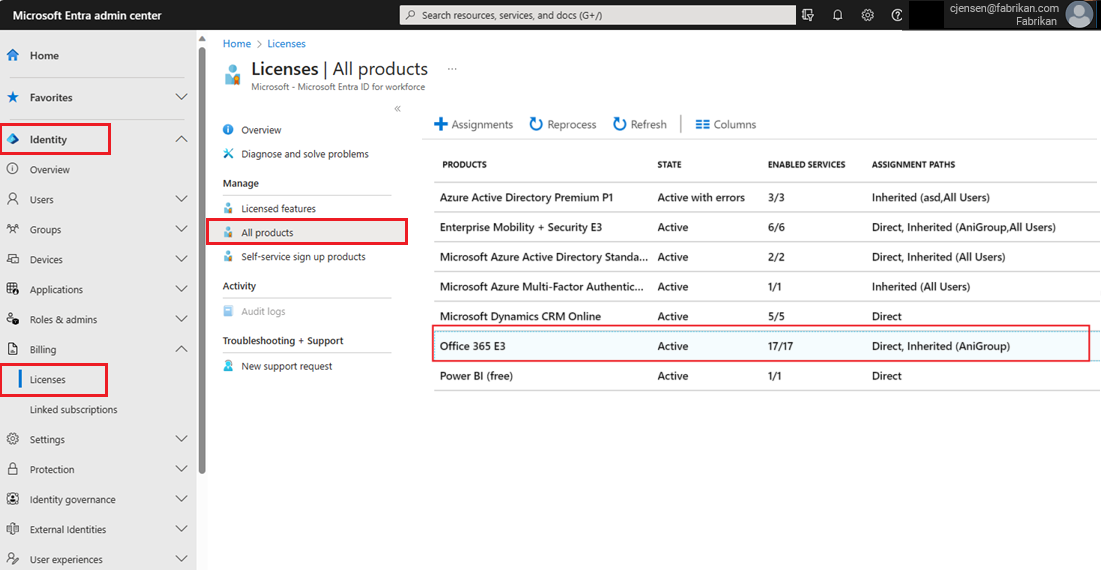 Microsoft Entra admin center
Search resources, services, and docs (G+/)
cjensen@fabrikan.com
Fabrikan
Home
Favorites
Identity
Overview
Users
Groups
Devices
Applications
Roles & admins
Billing
Licenses
Linked subscriptions
Settings
Protection
Identity governance
External Identities
User experiences
Home > Licenses
Licenses | All products ...
Microsoft - Microsoft Entra ID for workforce
«
Overview
Diagnose and solve problems
Manage
Licensed features
All products
Self-service sign up products
Activity
Audit logs
Troubleshooting + Support
New support request
Assignments Reprocess Refresh Columns
PRODUCTS STATE ENABLED SERVICES ASSIGNMENT PATHS
Azure Active Directory Premium P1 Active with errors 3/3 Inherited (asd,All Users)
Enterprise Mobility + Security E3 Active 6/6 Direct, Inherited (AniGroup,All Users)
Microsoft Azure Active Directory Standa... Active 2/2 Direct, Inherited (All Users)
Microsoft Azure Multi-Factor Authentic... Active 1/1 Inherited (All Users)
Microsoft Dynamics CRM Online Active 5/5 Direct
Office 365 E3 Active 17/17 Direct, Inherited (AniGroup)
Power BI (free) Active 1/1 Direct